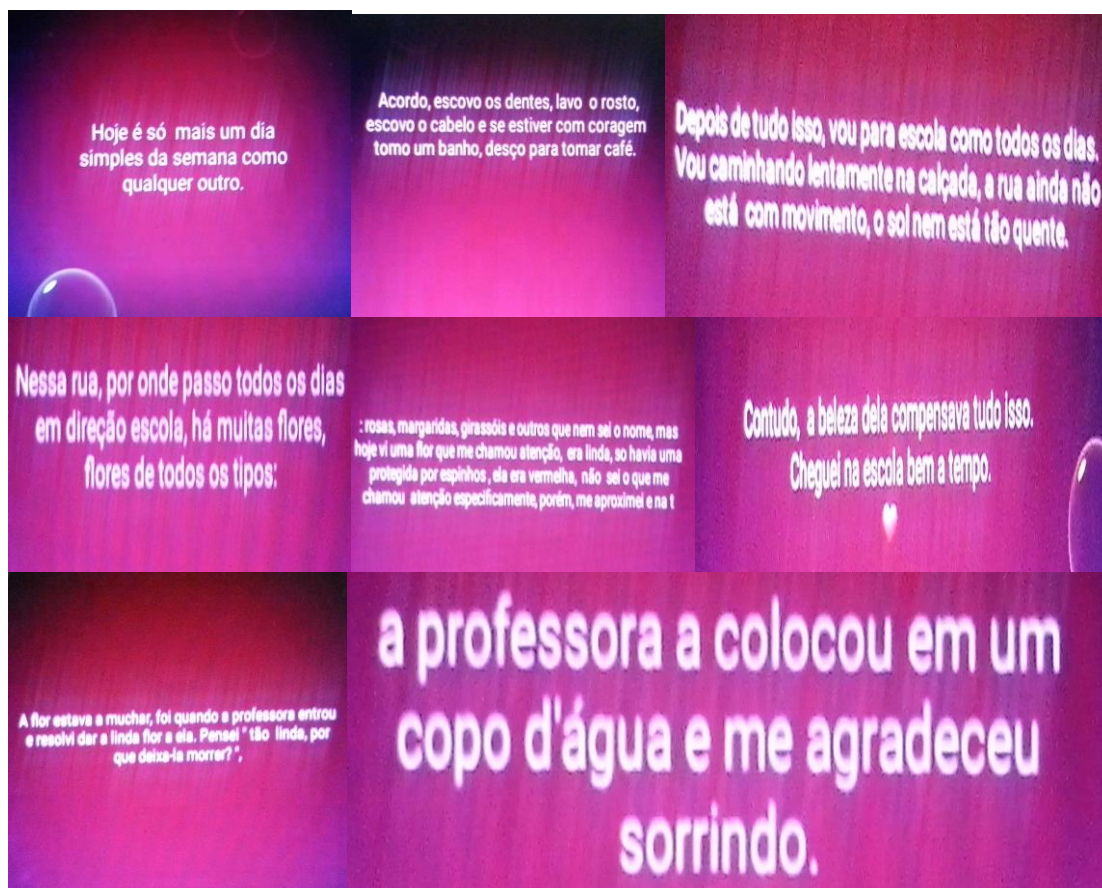 Hoje é só mais um dia
simples da semana como
qualquer outro.
Acordo, escovo os dentes, lavo o rosto,
escovo o cabelo e se estiver com coragem
tomo um banho, desço para tomar café.
Depois de tudo isso, vou para escola como todos os dias.
Vou caminhando lentamente na calçada, a rua ainda não
está com movimento, o sol nem está tão quente.
Nessa rua, por onde passo todos os dias
em direção escola, há muitas flores,
flores de todos os tipos:
: rosas, margaridas, girassóis e outros que nem sei o nome, mas
hoje vi uma flor que me chamou atenção, era linda, so havia uma
protegida por espinhos , ela era vermelha, não sei o que me
chamou atenção especificamente, porém, me aproximei e na t
Contudo, a beleza dela compensava tudo isso.
Cheguei na escola bem a tempo.
A flor estava a muchar, foi quando a professora entrou
e resolvi dar a linda flor a ela. Pensei " tão linda, por
que deixa-la morrer? ",
a professora a colocou em um
copo d'água e me agradeceu
sorrindo.